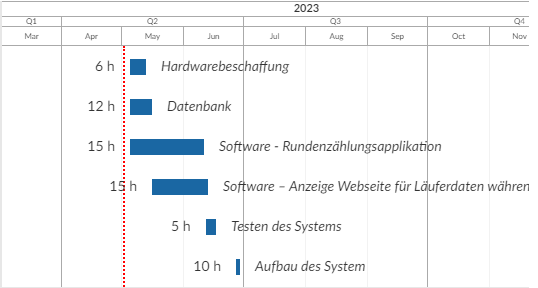 2023
Q1 Q2 Q3 Q4
Mar Apr May Jun Jul Aug Sep Oct Nov
6 h Hardwarebeschaffung
12 h Datenbank
15 h Software - Rundenzählungsapplikation
15 h Software – Anzeige Webseite für Läuferdaten währen
5 h Testen des Systems
10 h Aufbau des System